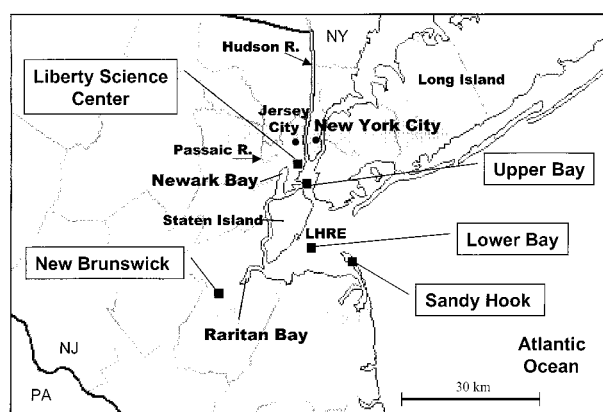 NY
Hudson R.
Long Island
Liberty Science
Center
Jersey
City
New York City
Passaic R.
Newark Bay
Upper Bay
Staten Island
LHRE
Lower Bay
New Brunswick
Sandy Hook
Raritan Bay
NJ
PA
Atlantic
Ocean
30 km